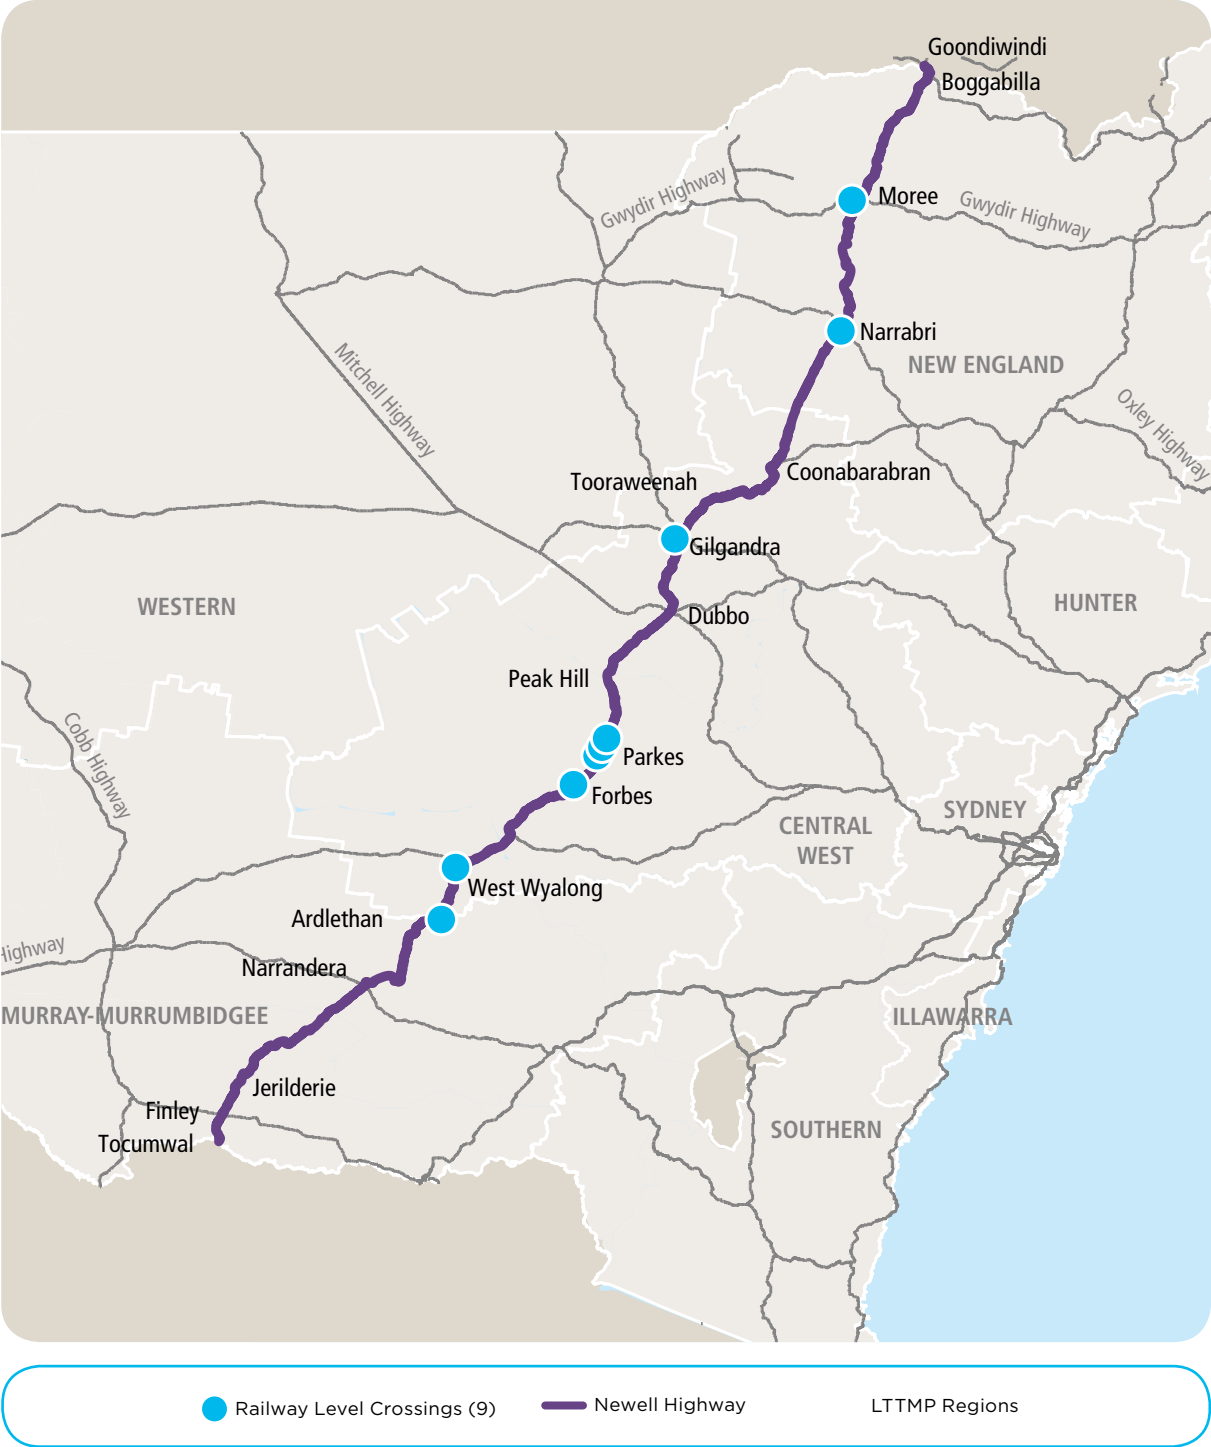 Goondiwindi
Boggabilla
Gwydir Highway
Moree
Gwydir Highway
Narrabri
NEW ENGLAND
Mitchell Highway
Oxley Highway
Coonabarabran
Tooraweenah
Gilgandra
WESTERN
HUNTER
Dubbo
Peak Hill
Cobb Highway
Parkes
Forbes
SYDNEY
CENTRAL
WEST
West Wyalong
Ardlethan
Highway
Narrandera
MURRAY-MURRUMBIDGEE
ILLAWARRA
Jerilderie
Finley
SOUTHERN
Tocumwal
Railway Level Crossings (9)
Newell Highway
LTTMP Regions